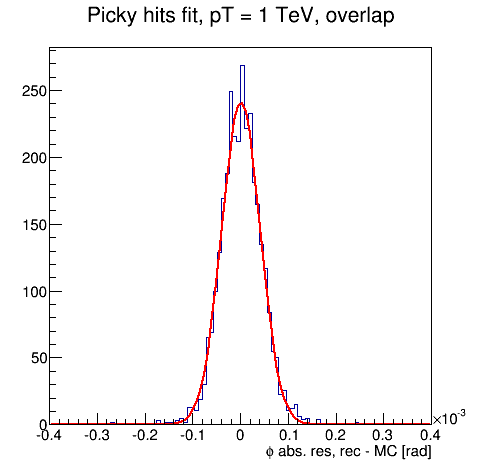 Picky hits fit, pT = 1 TeV, overlap
250
200
150
100
50
0
-0.4 -0.3 -0.2 -0.1 0 0.1 0.2 0.3 0.4
×10⁻³
ϕ abs. res, rec - MC [rad]